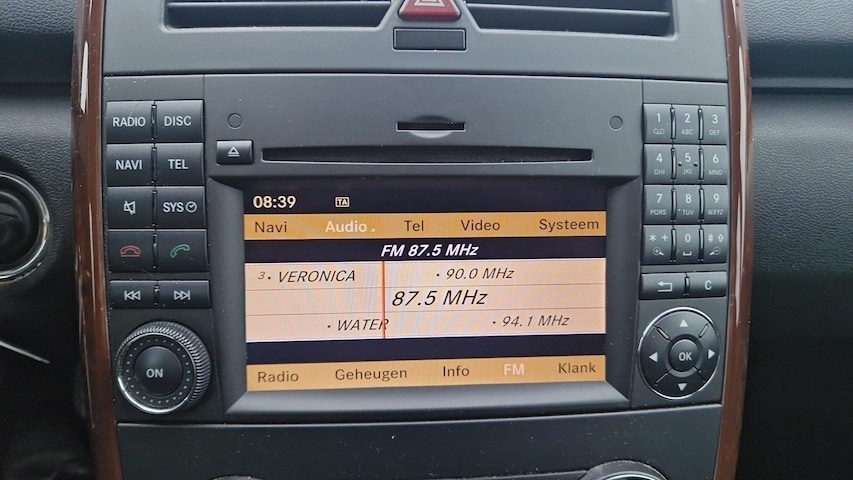 RADIO DISC
NAVI TEL
SYS
ON
08:39 TA
Navi Audio Tel Video Systeem
FM 87.5 MHz
3 • VERONICA • 90.0 MHz
87.5 MHz
• WATER • 94.1 MHz
Radio Geheugen Info FM Klank
1 2 ABC 3 DEF
4 GHI 5 JKL 6 MNO
7 PQRS 8 TUV 9 WXYZ
* + 0 #
C
OK